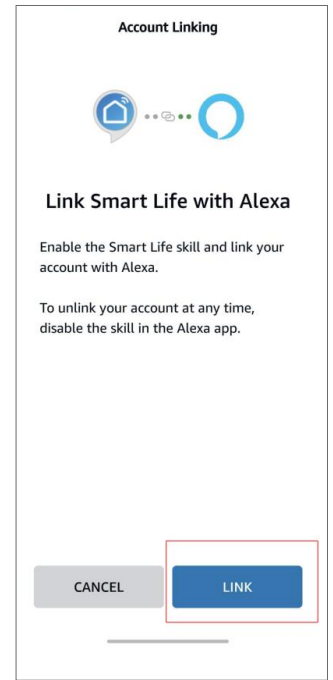 Account Linking
Link Smart Life with Alexa
Enable the Smart Life skill and link your
account with Alexa.
To unlink your account at any time,
disable the skill in the Alexa app.
CANCEL
LINK